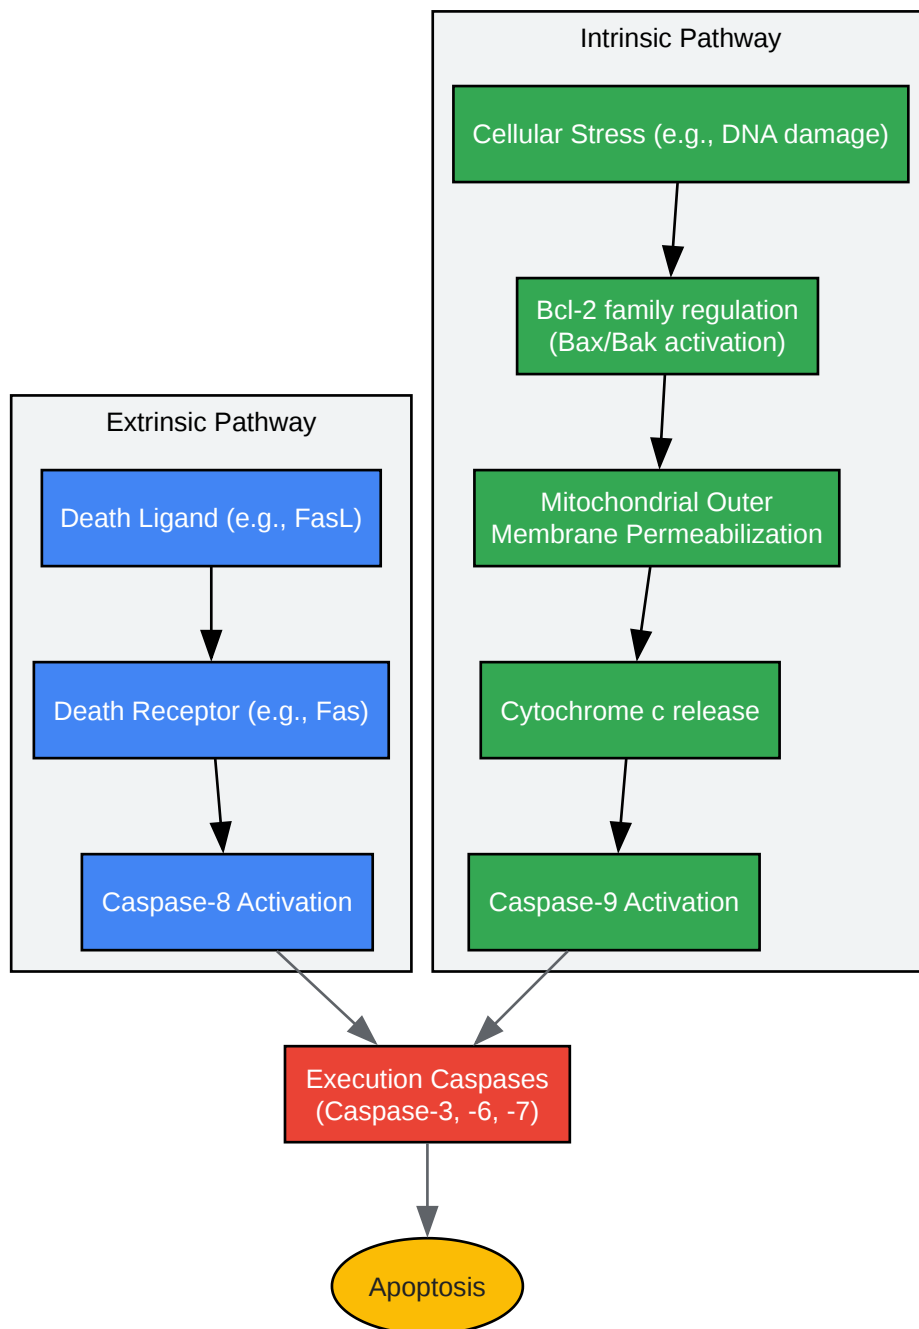 Intrinsic Pathway
Cellular Stress (e.g., DNA damage)
Bcl-2 family regulation
(Bax/Bak activation)
Mitochondrial Outer
Membrane Permeabilization
Cytochrome c release
Caspase-9 Activation
Extrinsic Pathway
Death Ligand (e.g., FasL)
Death Receptor (e.g., Fas)
Caspase-8 Activation
Execution Caspases
(Caspase-3, -6, -7)
Apoptosis